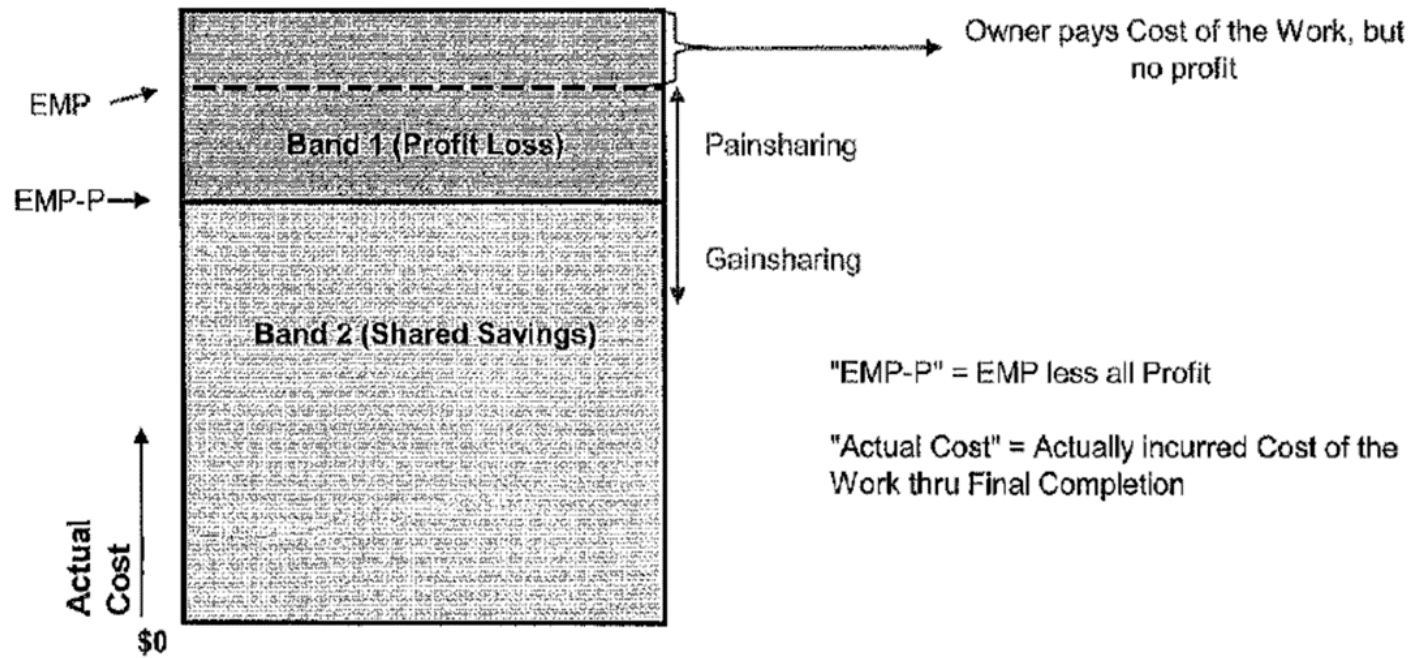 Owner pays Cost of the Work, but
no profit
EMP
Band 1 (Profit Loss)
Painsharing
EMP-P
Gainsharing
Band 2 (Shared Savings)
"EMP-P" = EMP less all Profit
"Actual Cost" = Actually incurred Cost of the
Work thru Final Completion
Actual
Cost
$0